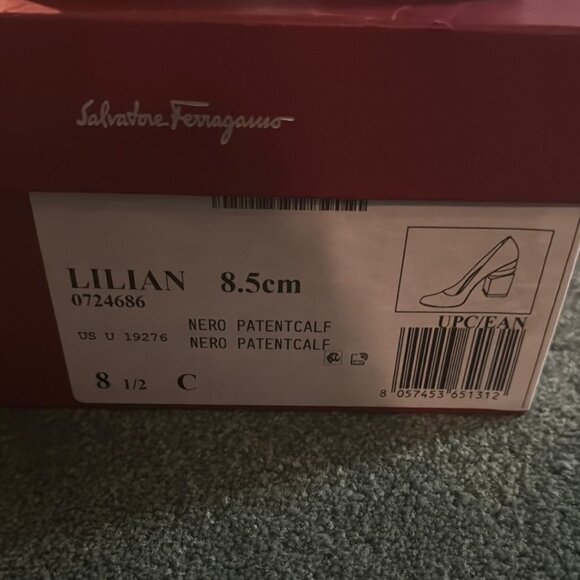 Salvatore Ferragamo
LILIAN 8.5cm
0724686
US U 19276 NERO PATENTCALF
NERO PATENTCALF
UPC/EAN
8 1/2 C
8 057453 651312